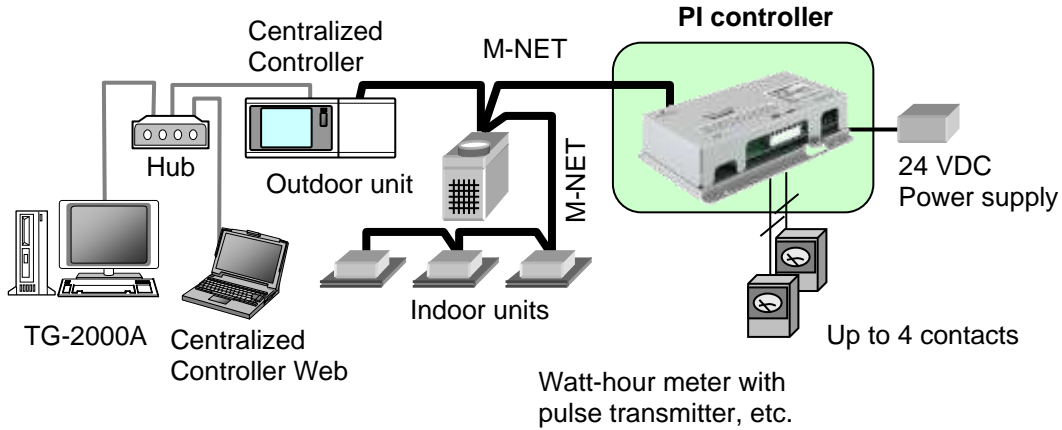 PI controller
Centralized
Controller
M-NET
Hub
Outdoor unit
M-NET
24 VDC
Power supply
Indoor units
TG-2000A
Centralized
Controller Web
Up to 4 contacts
Watt-hour meter with
pulse transmitter, etc.